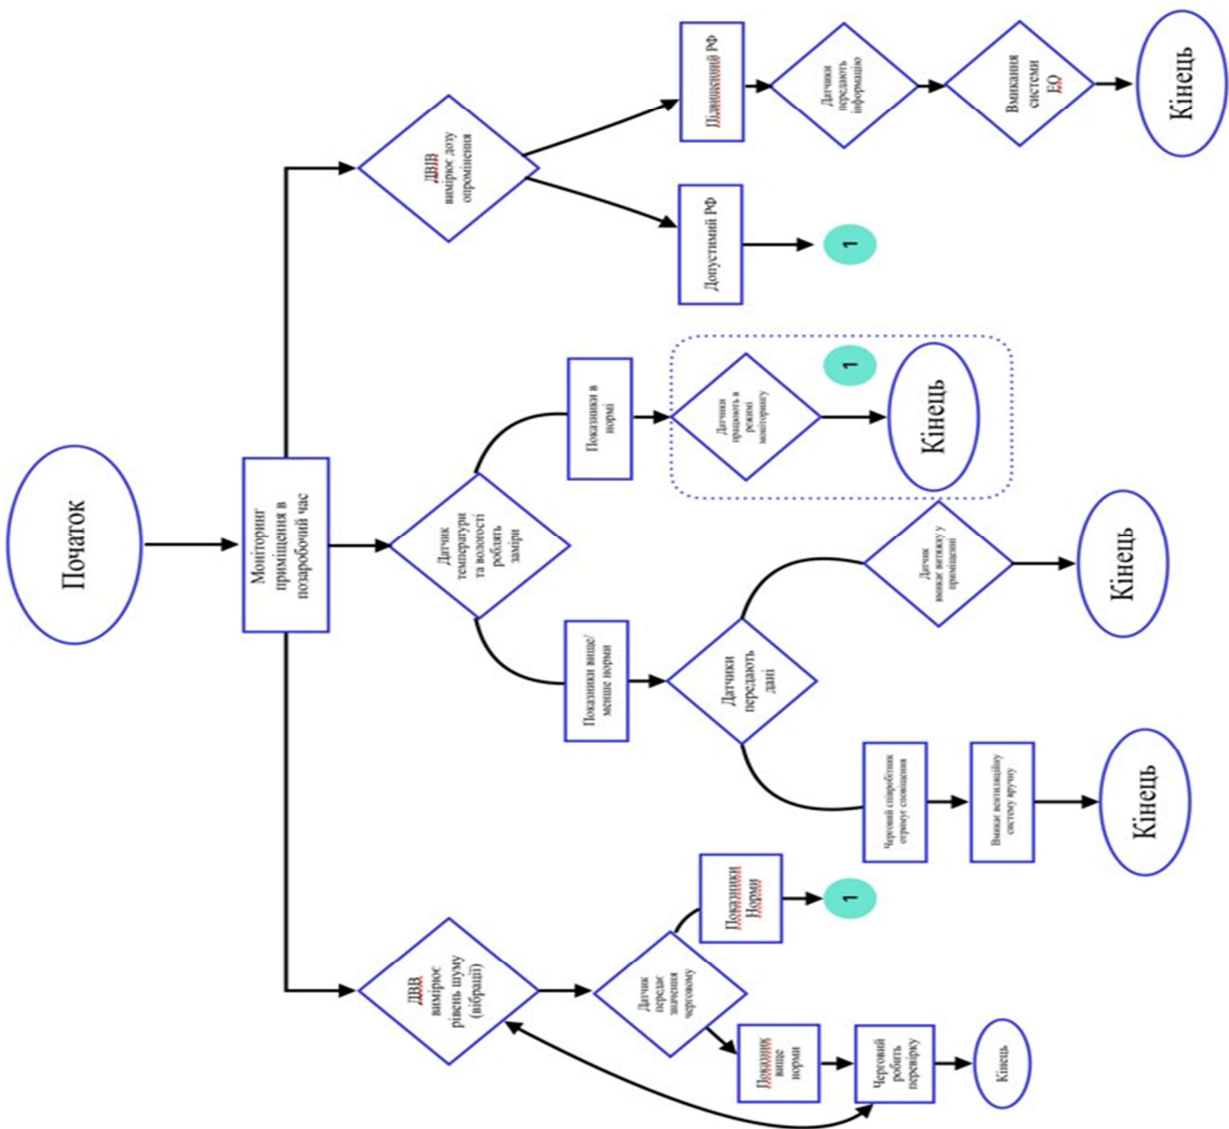 Початок
Моніторинг
приміщення в
позаробочий час
ДВІВ
вимірює дозу
опромінення
Підвищенний РФ
Датчики
передають
інформацію
Вмикання
системи
EQ
Кінець
Допустимий РФ
1
Датчик
температури
та вологості
роблять
заміри
Показники в
нормі
Датчики
працюють в
режимі
моніторингу
1
Кінець
Показники вище/
менше норми
Датчики
передають
дані
Датчик
вмикає витяжку у
приміщенні
Кінець
Черговий співробітник
отримує сповіщення
Вмикає вентиляційну
систему вручну
Кінець
ДВВ
вимірює
рівень шуму
(вібрації)
Датчик
передає
значення
черговому
Показники
Норми
1
Показник
вище
норми
Черговий
робить
перевірку
Кінець